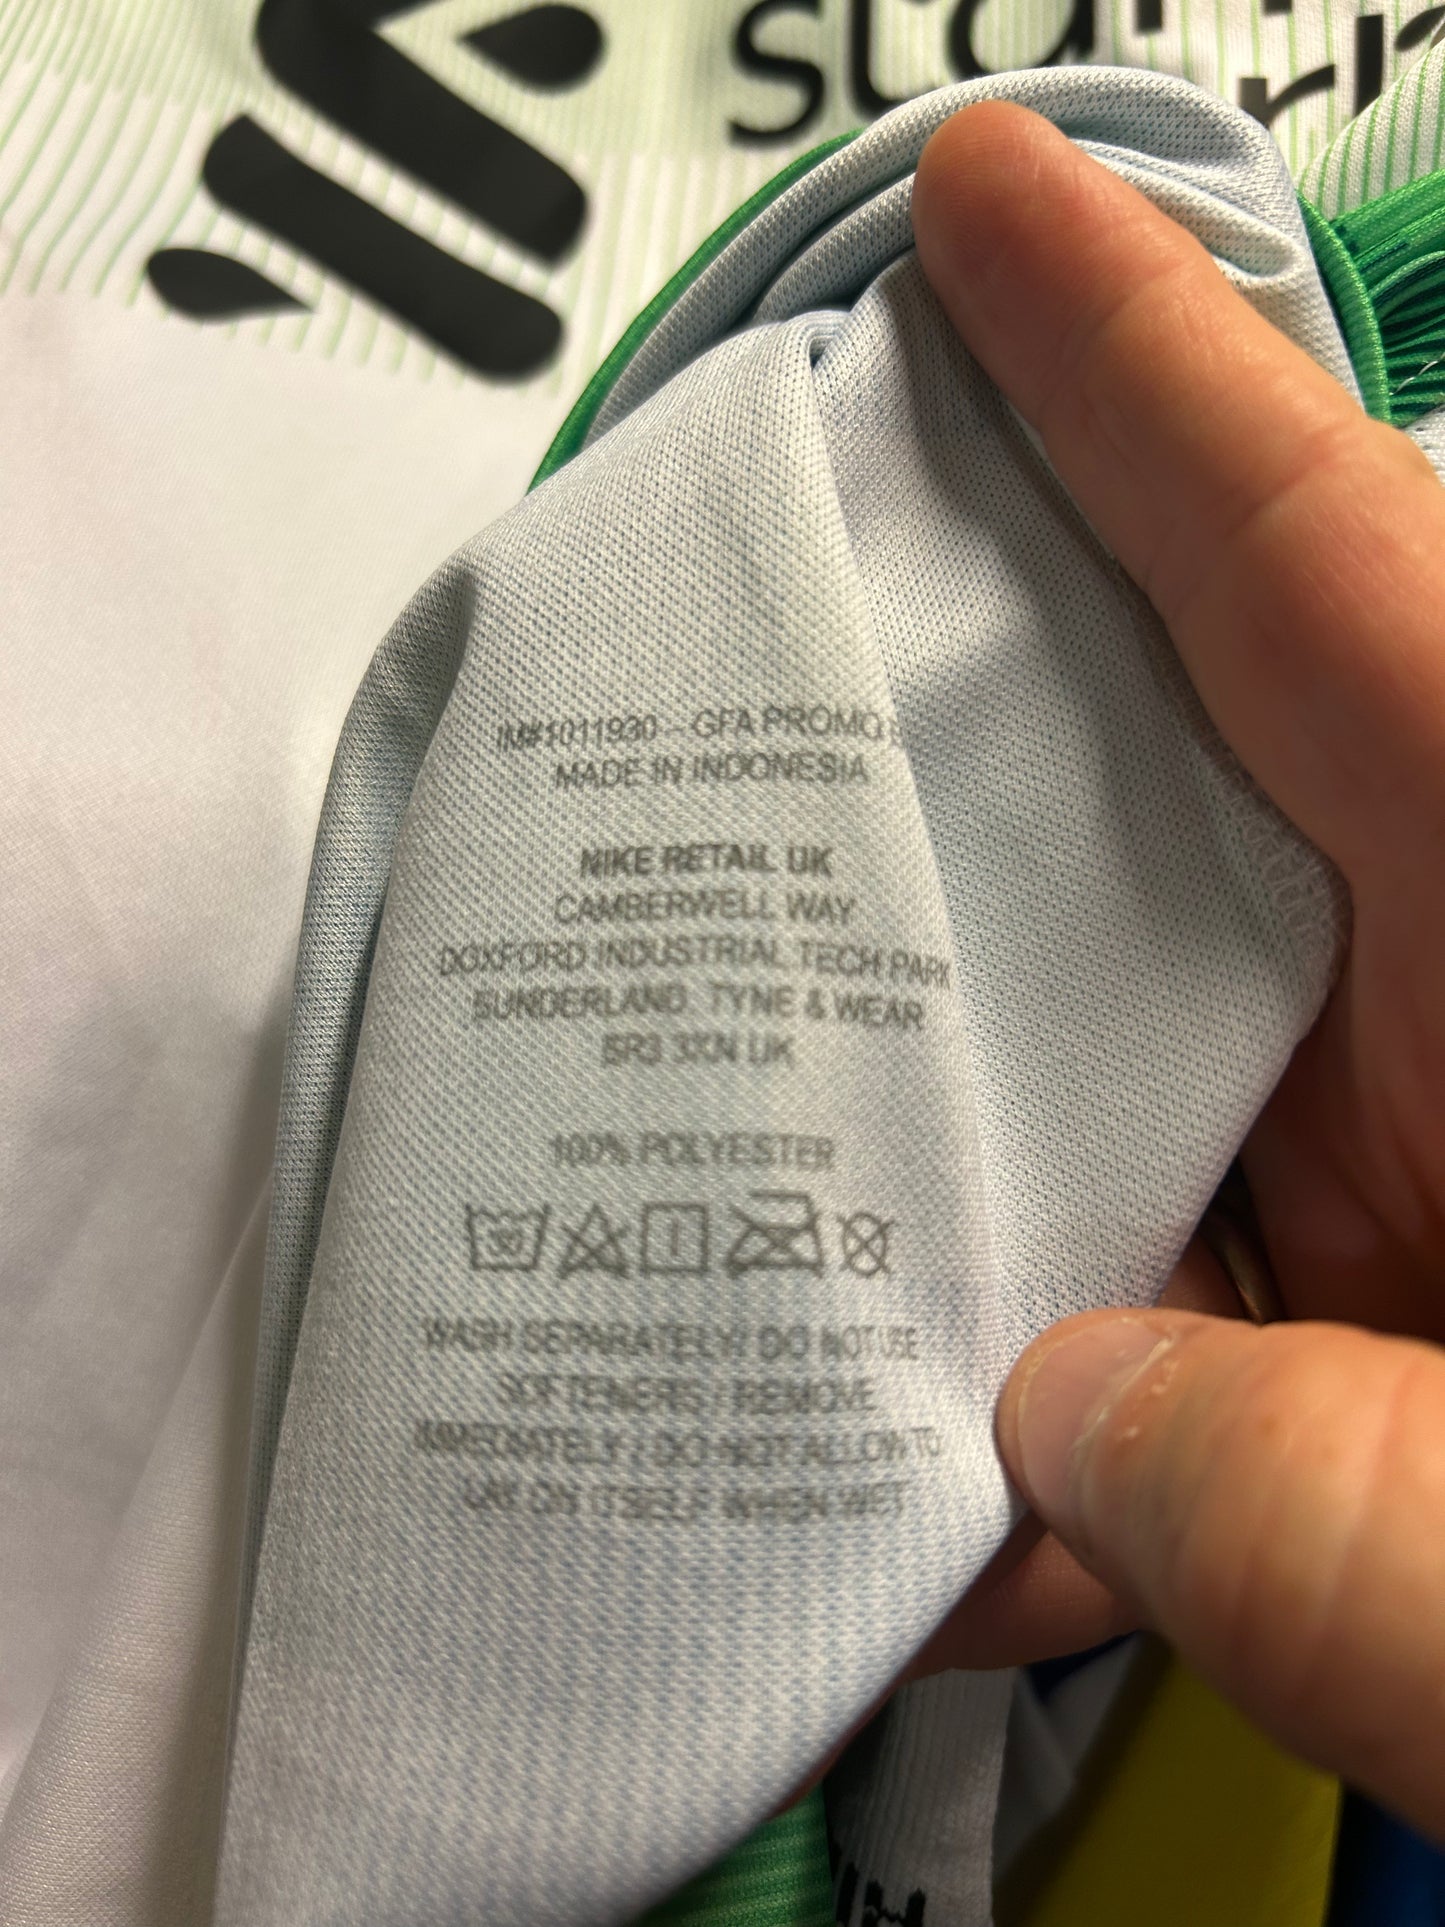 IM#1011930 – GFA PROMO
MADE IN INDONESIA
NIKE RETAIL UK
CAMBERWELL WAY
DOXFORD INDUSTRIAL TECH PARK
SUNDERLAND, TYNE & WEAR
SR3 3XN UK
100% POLYESTER
30
WASH SEPARATELY / DO NOT USE
SOFTENERS / REMOVE
IMMEDIATELY / DO NOT ALLOW TO
LAY ON ITSELF WHEN WET